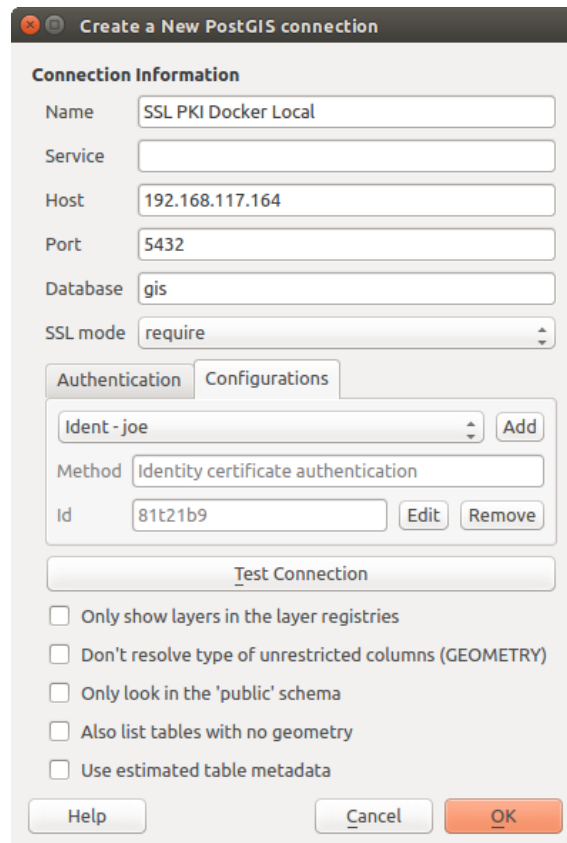 Create a New PostGIS connection
Connection Information
Name SSL PKI Docker Local
Service
Host 192.168.117.164
Port 5432
Database gis
SSL mode require
Authentication Configurations
Ident - joe Add
Method Identity certificate authentication
Id 81t21b9 Edit Remove
Test Connection
Only show layers in the layer registries
Don't resolve type of unrestricted columns (GEOMETRY)
Only look in the 'public' schema
Also list tables with no geometry
Use estimated table metadata
Help Cancel OK